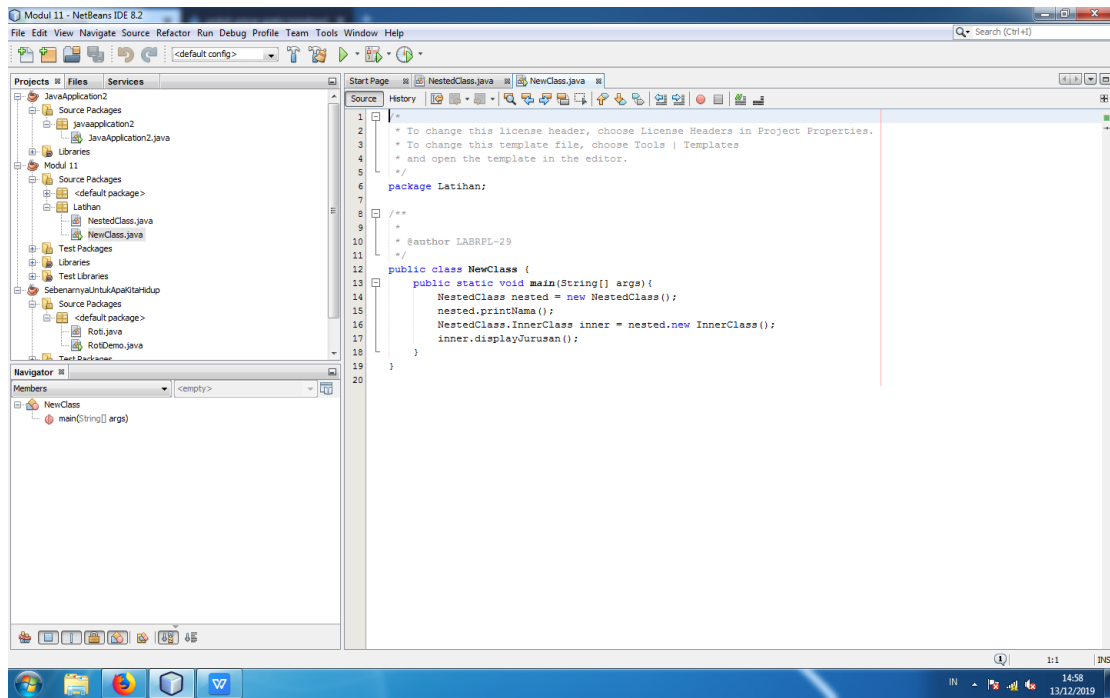 Modul 11 - NetBeans IDE 8.2
File Edit View Navigate Source Refactor Run Debug Profile Team Tools Window Help
Search (Ctrl+I)
<default config>
Projects Files Services
JavaApplication2
Source Packages
javaapplication2
JavaApplication2.java
Libraries
Modul 11
Source Packages
<default package>
Latihan
NestedClass.java
NewClass.java
Test Packages
Libraries
Test Libraries
SebenarnyaUntukApaKitaHidup
Source Packages
<default package>
Roti.java
RotiDemo.java
Test Packages
Navigator
Members <empty>
NewClass
main(String[] args)
Start Page NestedClass.java NewClass.java
Source History
1 /*
2 * To change this license header, choose License Headers in Project Properties.
3 * To change this template file, choose Tools | Templates
4 * and open the template in the editor.
5 */
6 package Latihan;
7
8 /**
9 *
10 * @author LABRPL-29
11 */
12 public class NewClass {
13 public static void main(String[] args){
14 NestedClass nested = new NestedClass();
15 nested.printNama();
16 NestedClass.InnerClass inner = nested.new InnerClass();
17 inner.displayJurusan();
18 }
19 }
20
1 1:1 INS
IN 14:58
13/12/2019